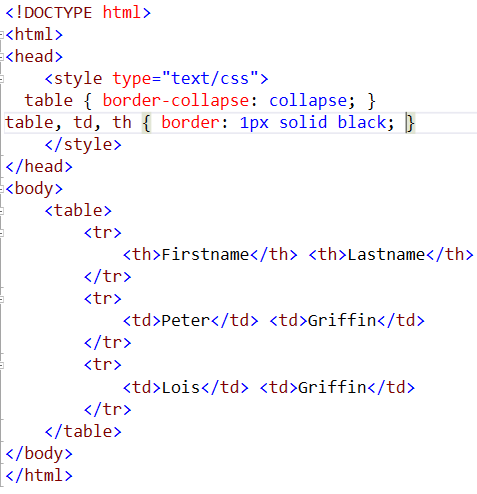 <!DOCTYPE html>
<html>
<head>
    <style type="text/css">
  table { border-collapse: collapse; }
table, td, th { border: 1px solid black; }
    </style>
</head>
<body>
    <table>
        <tr>
            <th>Firstname</th> <th>Lastname</th>
        </tr>
        <tr>
            <td>Peter</td> <td>Griffin</td>
        </tr>
        <tr>
            <td>Lois</td> <td>Griffin</td>
        </tr>
    </table>
</body>
</html>